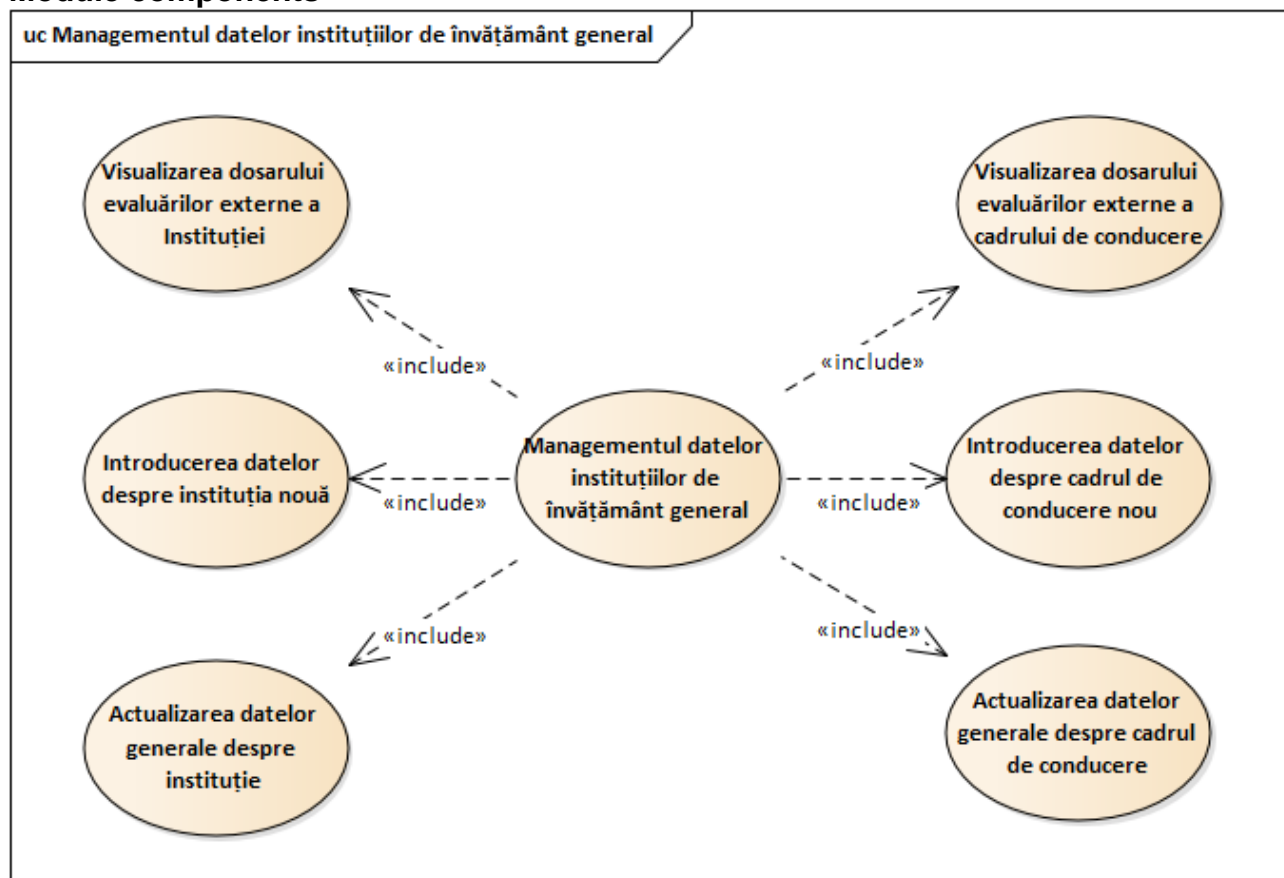 Module components
uc Managementul datelor instituțiilor de învățământ general
Visualizarea dosarului
evaluărilor externe a
Instituției
Visualizarea dosarului
evaluărilor externe a
cadrului de conducere
«include»
«include»
Introducerea datelor
despre instituția nouă
«include»
Managementul datelor
instituțiilor de
învățământ general
«include»
Introducerea datelor
despre cadrul de
conducere nou
«include»
«include»
Actualizarea datelor
generale despre
instituție
Actualizarea datelor
generale despre cadrul
de conducere